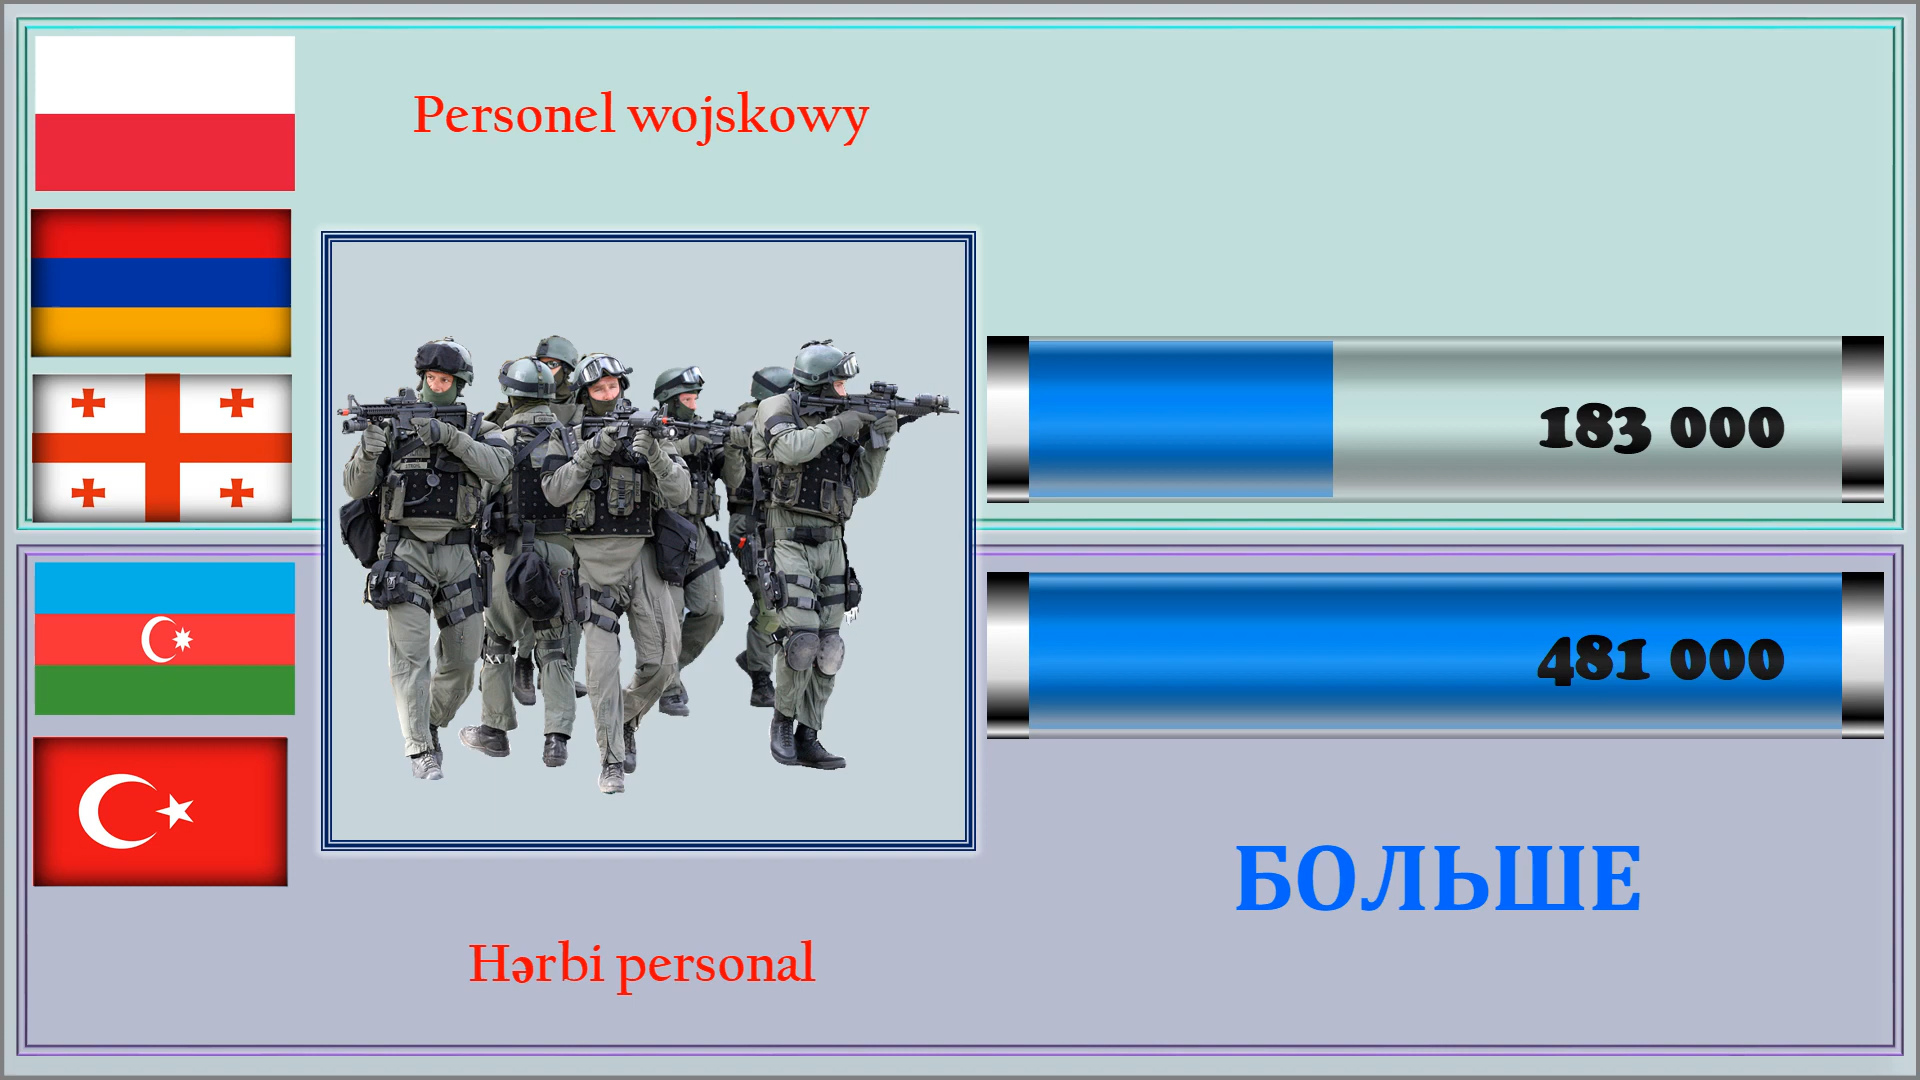 Personel wojskowy
183 000
481 000
БОЛЬШЕ
Hərbi personal